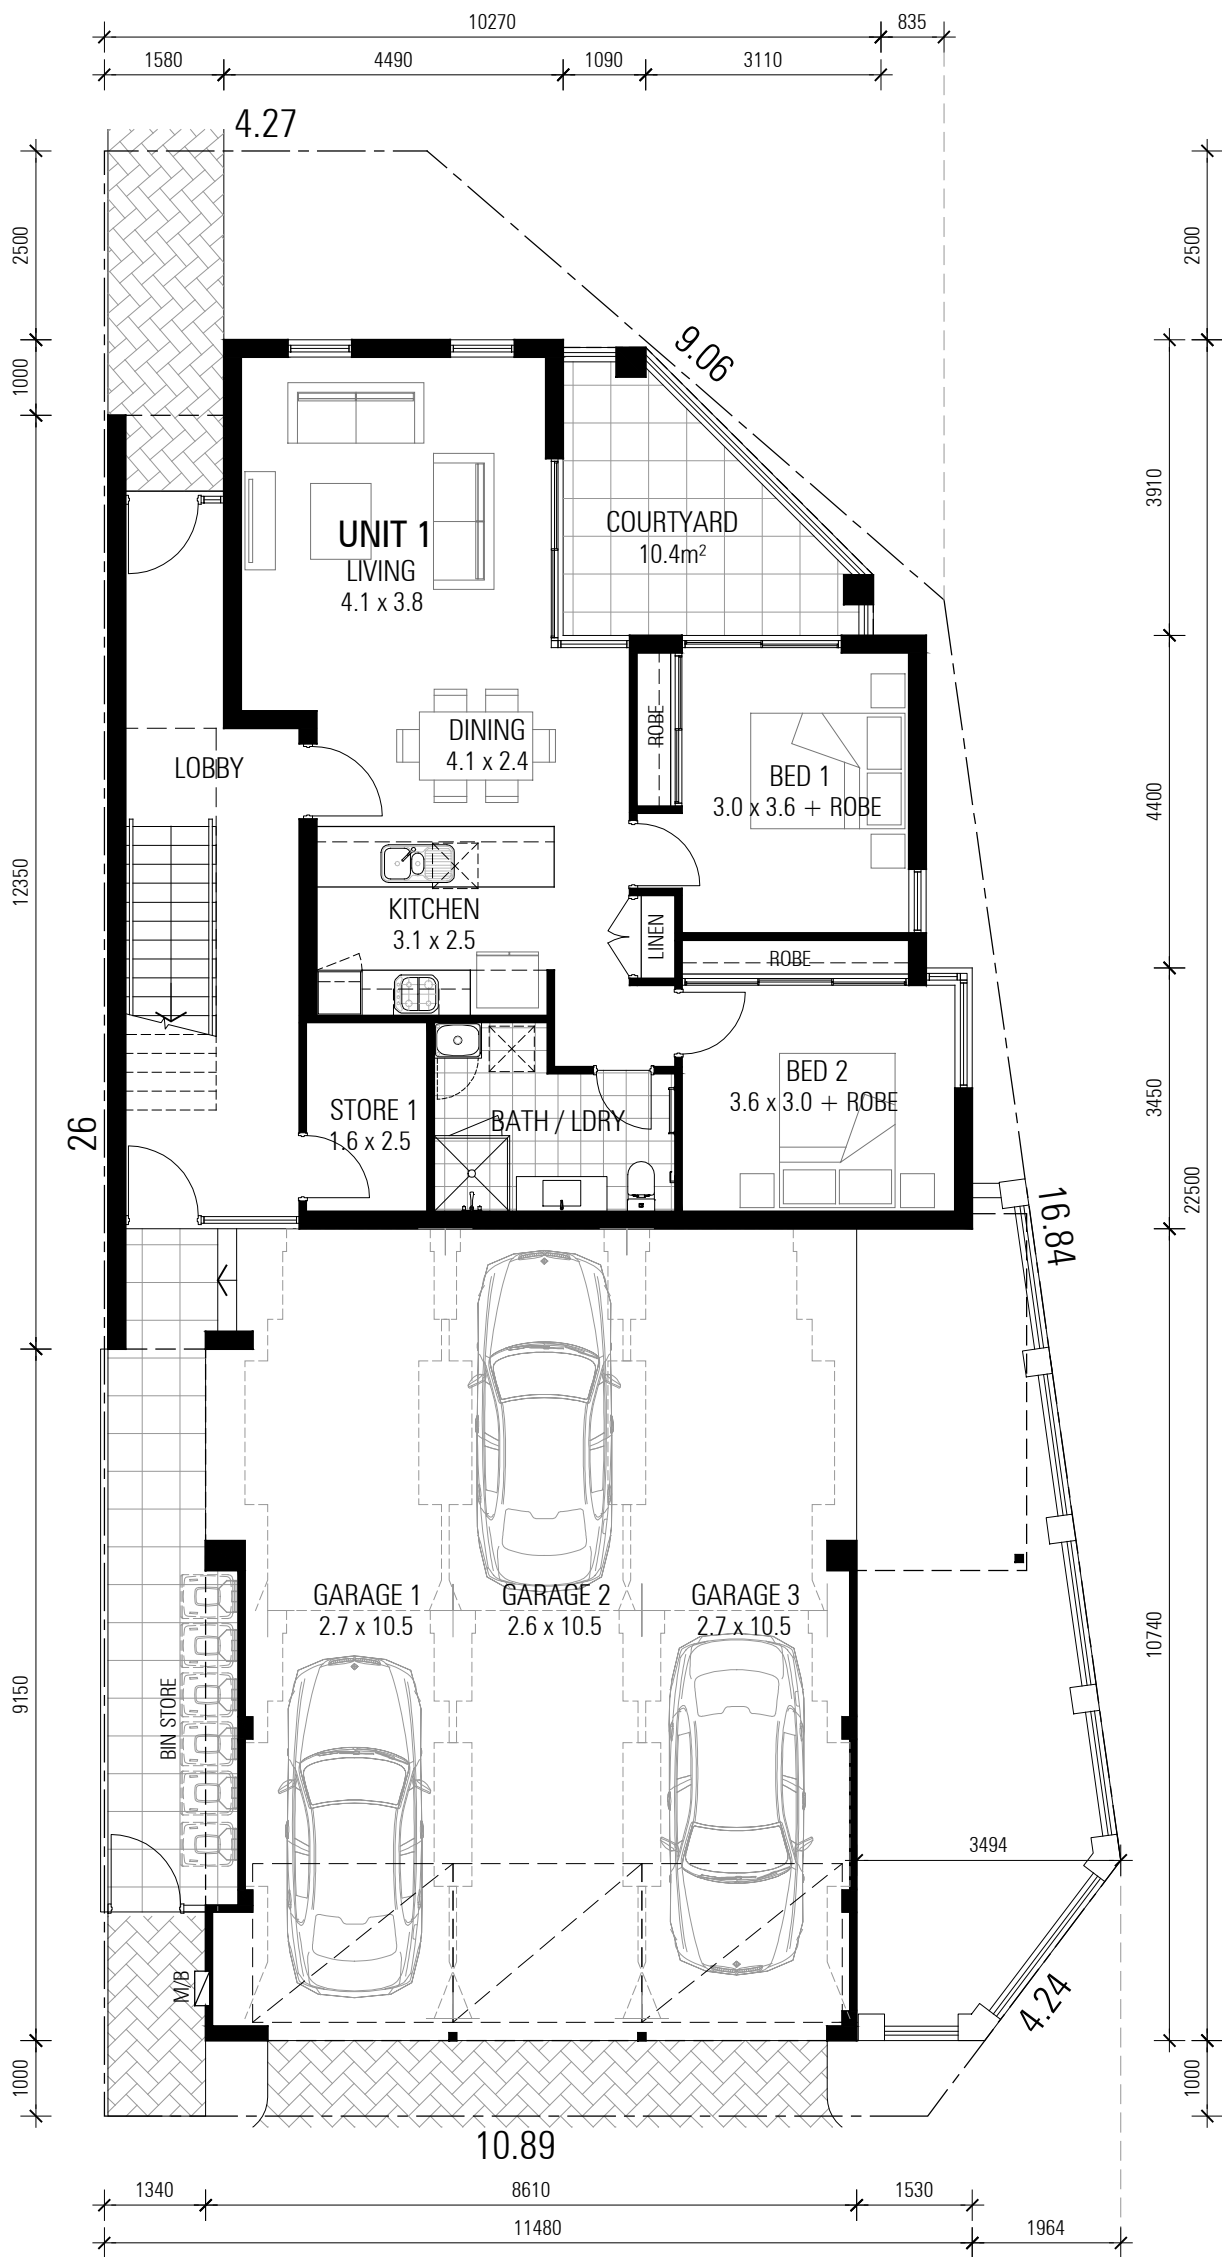 10270
835
1580
4490
1090
3110
4.27
2500
2500
9.06
1000
3910
COURTYARD
10.4m²
UNIT 1
LIVING
4.1 x 3.8
ROBE
DINING
4.1 x 2.4
LOBBY
BED 1
3.0 x 3.6 + ROBE
4400
12350
KITCHEN
3.1 x 2.5
LINEN
ROBE
BED 2
3.6 x 3.0 + ROBE
STORE 1
1.6 x 2.5
BATH / LDRY
3450
26
22500
16.84
GARAGE 1
2.7 x 10.5
GARAGE 2
2.6 x 10.5
GARAGE 3
2.7 x 10.5
10740
9150
BIN STORE
3494
M/B
4.24
1000
1000
10.89
1340
8610
1530
11480
1964